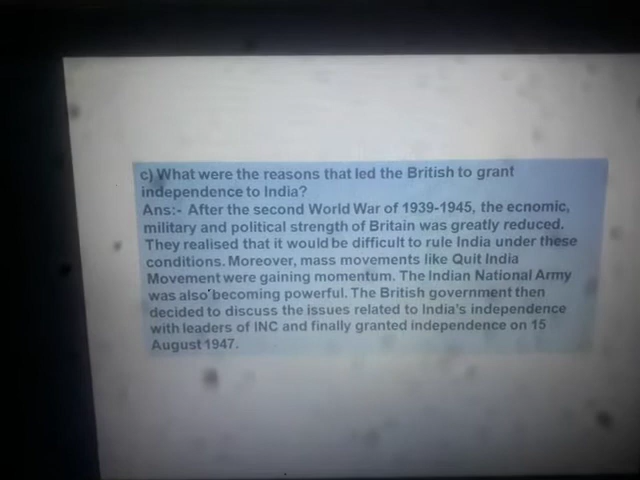 c) What were the reasons that led the British to grant
independence to India?
Ans:- After the second World War of 1939-1945, the ecnomic,
military and political strength of Britain was greatly reduced.
They realised that it would be difficult to rule India under these
conditions. Moreover, mass movements like Quit India
Movement were gaining momentum. The Indian National Army
was also becoming powerful. The British government then
decided to discuss the issues related to India's independence
with leaders of INC and finally granted independence on 15
August 1947.